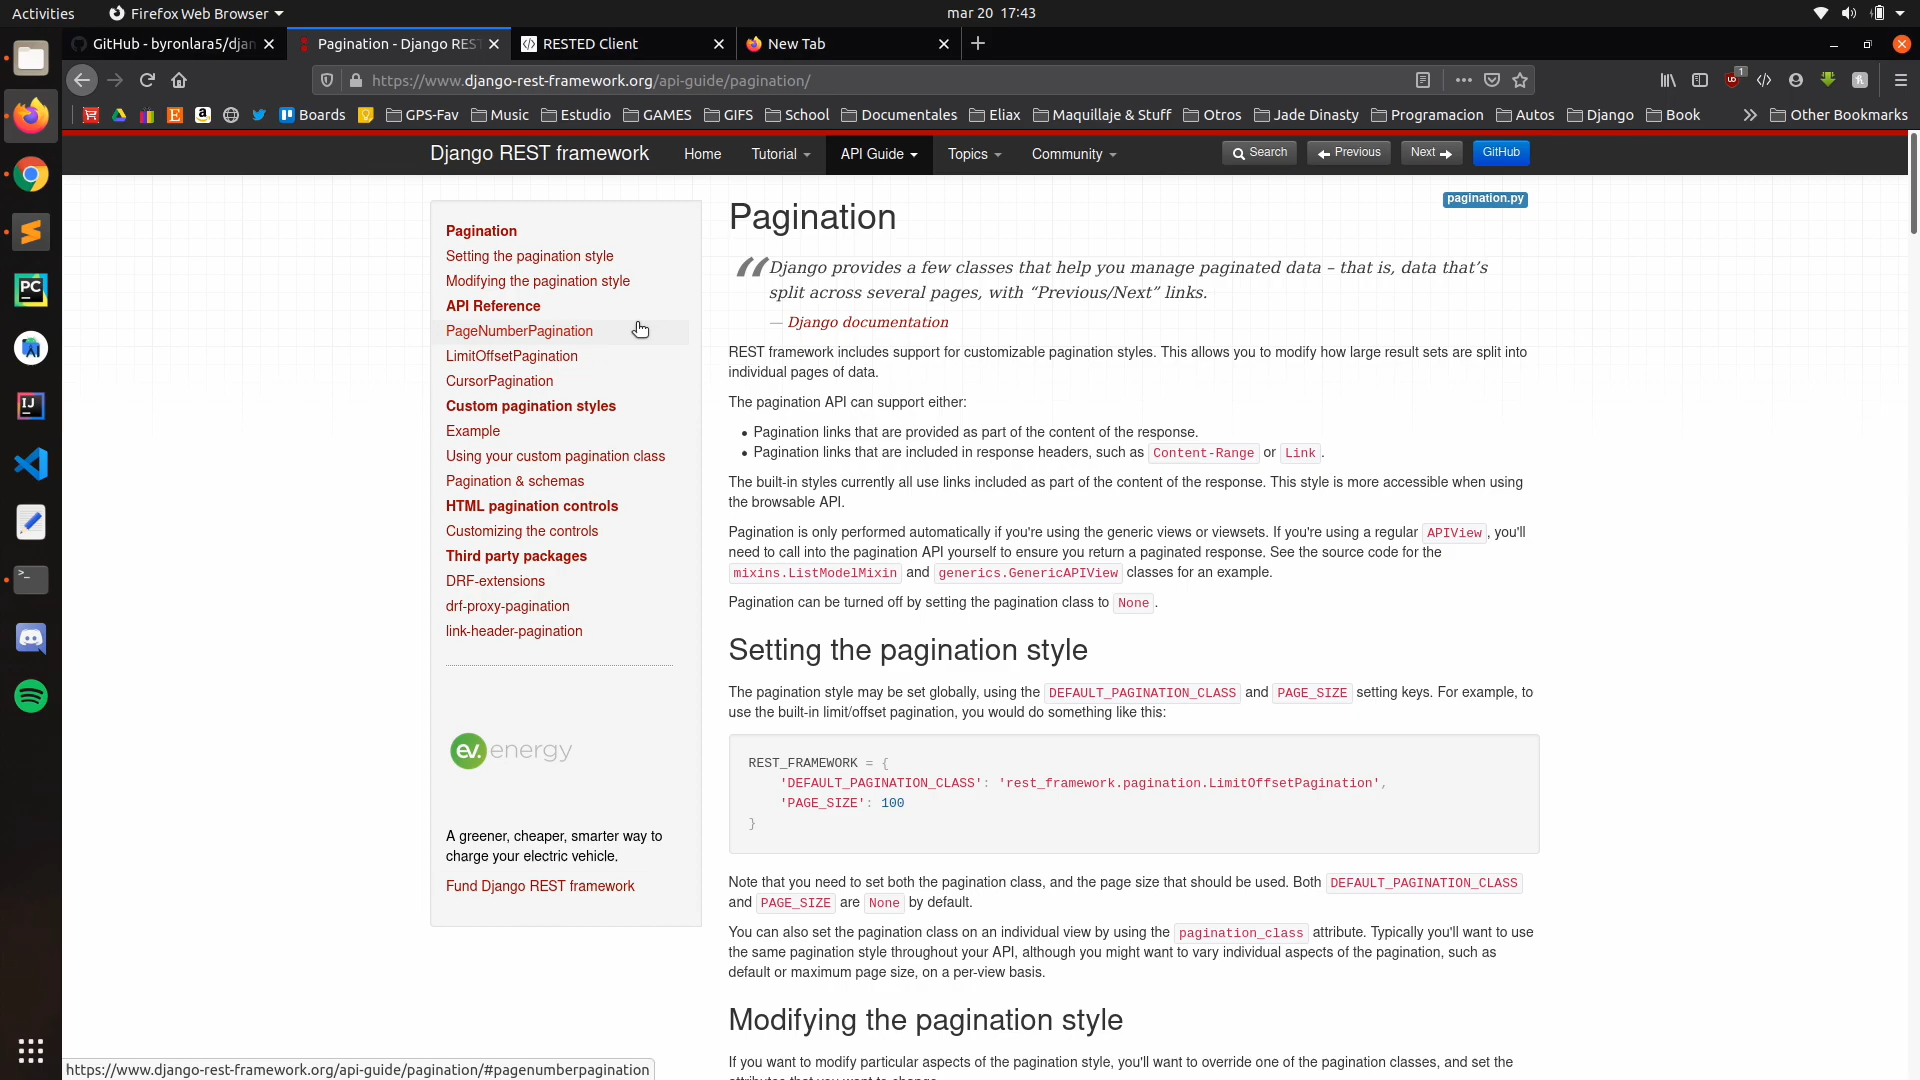 Activities
Firefox Web Browser
mar 20 17:43
GitHub - byronlara5/djan
Pagination - Django REST
RESTED Client
New Tab
https://www.django-rest-framework.org/api-guide/pagination/
1
Boards
GPS-Fav
Music
Estudio
GAMES
GIFS
School
Documentales
Eliax
Maquillaje & Stuff
Otros
Jade Dinasty
Programacion
Autos
Django
Book
Other Bookmarks
Django REST framework
Home
Tutorial
API Guide
Topics
Community
Search
Previous
Next
GitHub
Pagination
Setting the pagination style
Modifying the pagination style
API Reference
PageNumberPagination
LimitOffsetPagination
CursorPagination
Custom pagination styles
Example
Using your custom pagination class
Pagination & schemas
HTML pagination controls
Customizing the controls
Third party packages
DRF-extensions
drf-proxy-pagination
link-header-pagination
ev.energy
A greener, cheaper, smarter way to
charge your electric vehicle.
Fund Django REST framework
pagination.py
Pagination
“Django provides a few classes that help you manage paginated data – that is, data that’s
split across several pages, with “Previous/Next” links.
— Django documentation
REST framework includes support for customizable pagination styles. This allows you to modify how large result sets are split into
individual pages of data.
The pagination API can support either:
• Pagination links that are provided as part of the content of the response.
• Pagination links that are included in response headers, such as Content-Range or Link.
The built-in styles currently all use links included as part of the content of the response. This style is more accessible when using
the browsable API.
Pagination is only performed automatically if you're using the generic views or viewsets. If you're using a regular APIView, you'll
need to call into the pagination API yourself to ensure you return a paginated response. See the source code for the
mixins.ListModelMixin and generics.GenericAPIView classes for an example.
Pagination can be turned off by setting the pagination class to None.
Setting the pagination style
The pagination style may be set globally, using the DEFAULT_PAGINATION_CLASS and PAGE_SIZE setting keys. For example, to
use the built-in limit/offset pagination, you would do something like this:
REST_FRAMEWORK = {
    'DEFAULT_PAGINATION_CLASS': 'rest_framework.pagination.LimitOffsetPagination',
    'PAGE_SIZE': 100
}
Note that you need to set both the pagination class, and the page size that should be used. Both DEFAULT_PAGINATION_CLASS
and PAGE_SIZE are None by default.
You can also set the pagination class on an individual view by using the pagination_class attribute. Typically you'll want to use
the same pagination style throughout your API, although you might want to vary individual aspects of the pagination, such as
default or maximum page size, on a per-view basis.
Modifying the pagination style
If you want to modify particular aspects of the pagination style, you'll want to override one of the pagination classes, and set the
https://www.django-rest-framework.org/api-guide/pagination/#pagenumberpagination